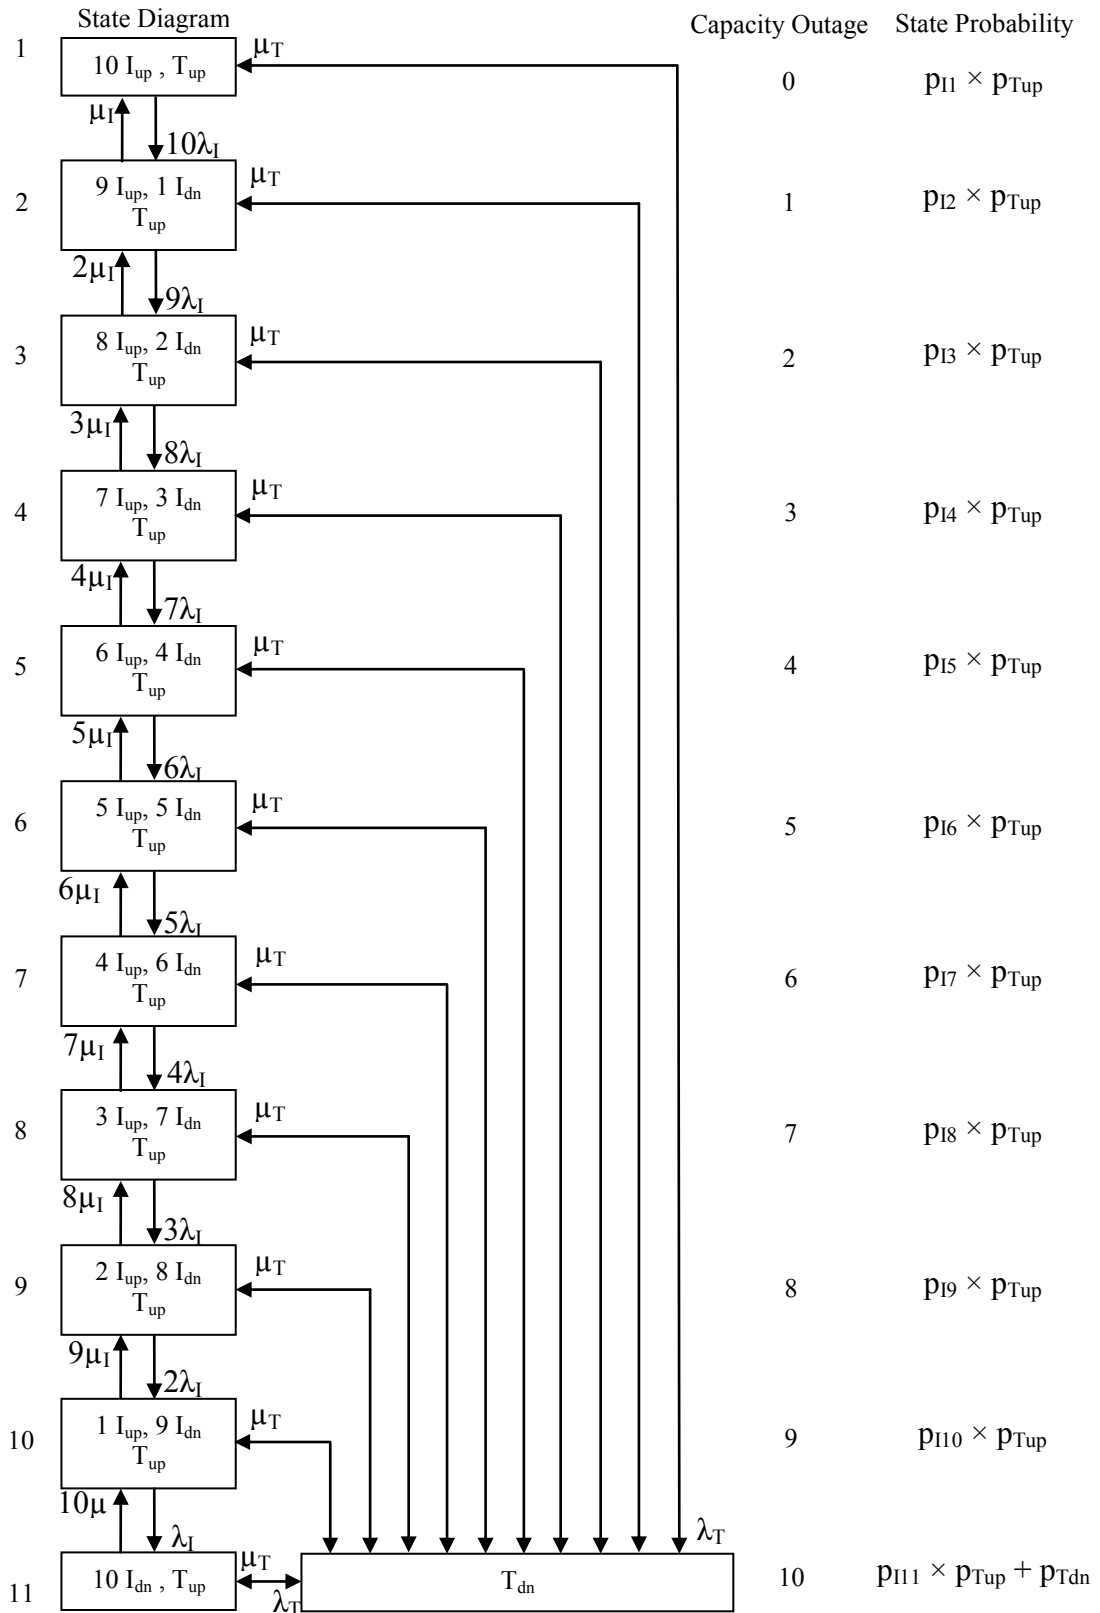 State Diagram Capacity Outage State Probability
1 10 I_up , T_up μ_T 0 p_I1 × p_Tup
μ_I 10λ_I
2 9 I_up, 1 I_dn T_up μ_T 1 p_I2 × p_Tup
2μ_I 9λ_I
3 8 I_up, 2 I_dn T_up μ_T 2 p_I3 × p_Tup
3μ_I 8λ_I
4 7 I_up, 3 I_dn T_up μ_T 3 p_I4 × p_Tup
4μ_I 7λ_I
5 6 I_up, 4 I_dn T_up μ_T 4 p_I5 × p_Tup
5μ_I 6λ_I
6 5 I_up, 5 I_dn T_up μ_T 5 p_I6 × p_Tup
6μ_I 5λ_I
7 4 I_up, 6 I_dn T_up μ_T 6 p_I7 × p_Tup
7μ_I 4λ_I
8 3 I_up, 7 I_dn T_up μ_T 7 p_I8 × p_Tup
8μ_I 3λ_I
9 2 I_up, 8 I_dn T_up μ_T 8 p_I9 × p_Tup
9μ_I 2λ_I
10 1 I_up, 9 I_dn T_up μ_T 9 p_I10 × p_Tup
10μ λ_I λ_T
11 10 I_dn , T_up μ_T λ_T T_dn 10 p_I11 × p_Tup + p_Tdn